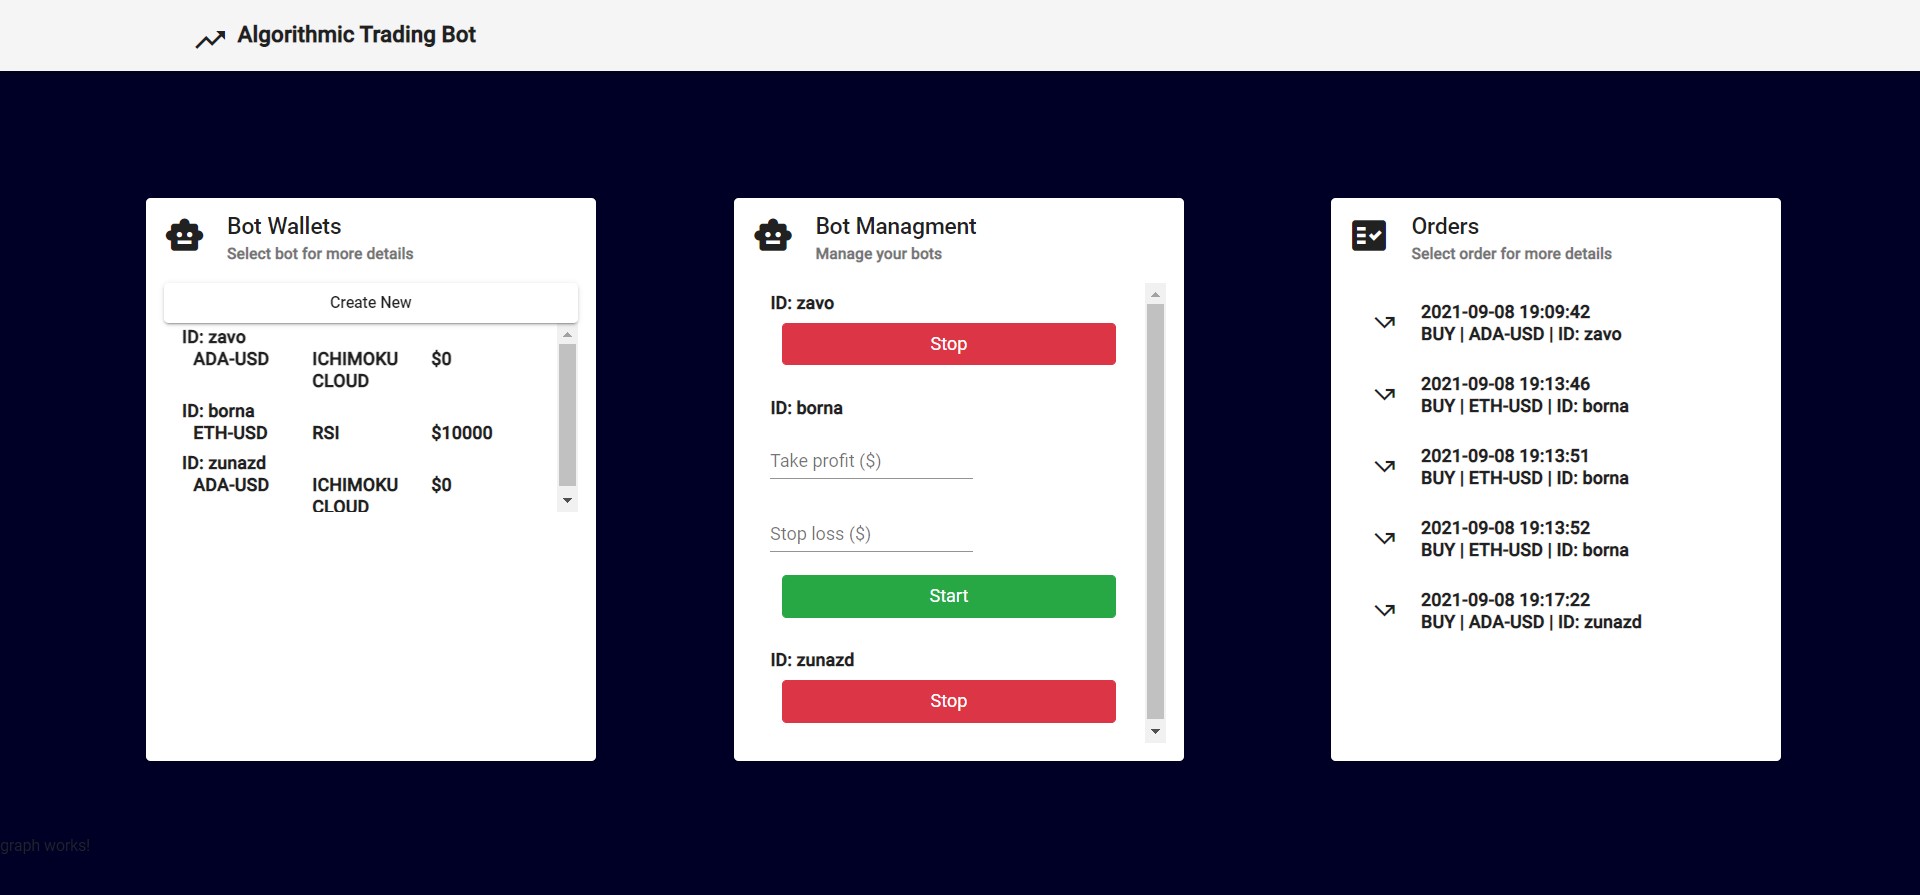 Algorithmic Trading Bot
Bot Wallets
Select bot for more details
Create New
ID: zavo
ADA-USD ICHIMOKU CLOUD $0
ID: borna
ETH-USD RSI $10000
ID: zunazd
ADA-USD ICHIMOKU CLOUD $0
Bot Managment
Manage your bots
ID: zavo
Stop
ID: borna
Take profit ($)
Stop loss ($)
Start
ID: zunazd
Stop
Orders
Select order for more details
2021-09-08 19:09:42
BUY | ADA-USD | ID: zavo
2021-09-08 19:13:46
BUY | ETH-USD | ID: borna
2021-09-08 19:13:51
BUY | ETH-USD | ID: borna
2021-09-08 19:13:52
BUY | ETH-USD | ID: borna
2021-09-08 19:17:22
BUY | ADA-USD | ID: zunazd
graph works!